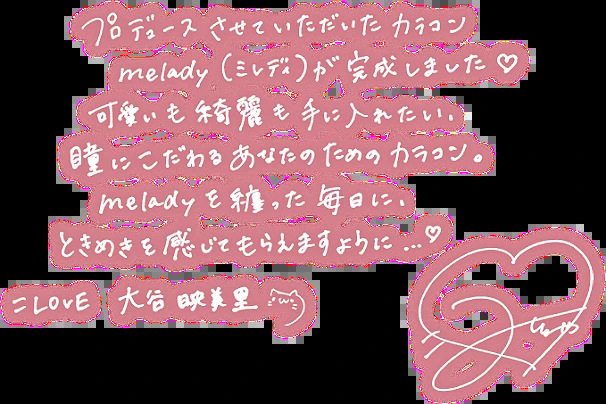 プロデュースさせていただいたカラコン
melady(ミレディ)が完成しました♡
可愛いも綺麗も手に入れたい、
瞳にこだわるあなたのためのカラコン。
meladyを纏った毎日に、
ときめきを感じてもらえますように...♡
=LOVE 大谷映美里